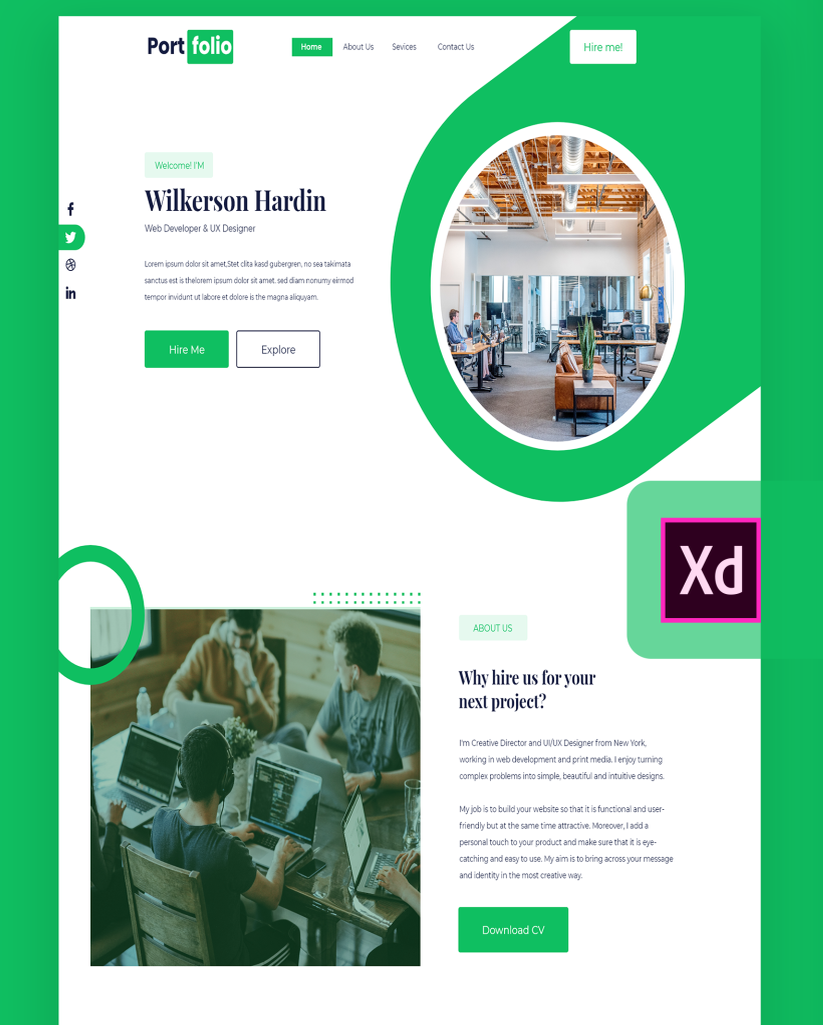 Port folio
Home About Us Sevices Contact Us
Hire me!
Welcome! I'M
Wilkerson Hardin
Web Developer & UX Designer
Lorem ipsum dolor sit amet,Stet clita kasd gubergren, no sea takimata
sanctus est is thelorem ipsum dolor sit amet. sed diam nonumy eirmod
tempor invidunt ut labore et dolore is the magna aliquyam.
Hire Me
Explore
Xd
ABOUT US
Why hire us for your
next project?
I'm Creative Director and UI/UX Designer from New York,
working in web development and print media. I enjoy turning
complex problems into simple, beautiful and intuitive designs.
My job is to build your website so that it is functional and user-
friendly but at the same time attractive. Moreover, I add a
personal touch to your product and make sure that it is eye-
catching and easy to use. My aim is to bring across your message
and identity in the most creative way.
Download CV